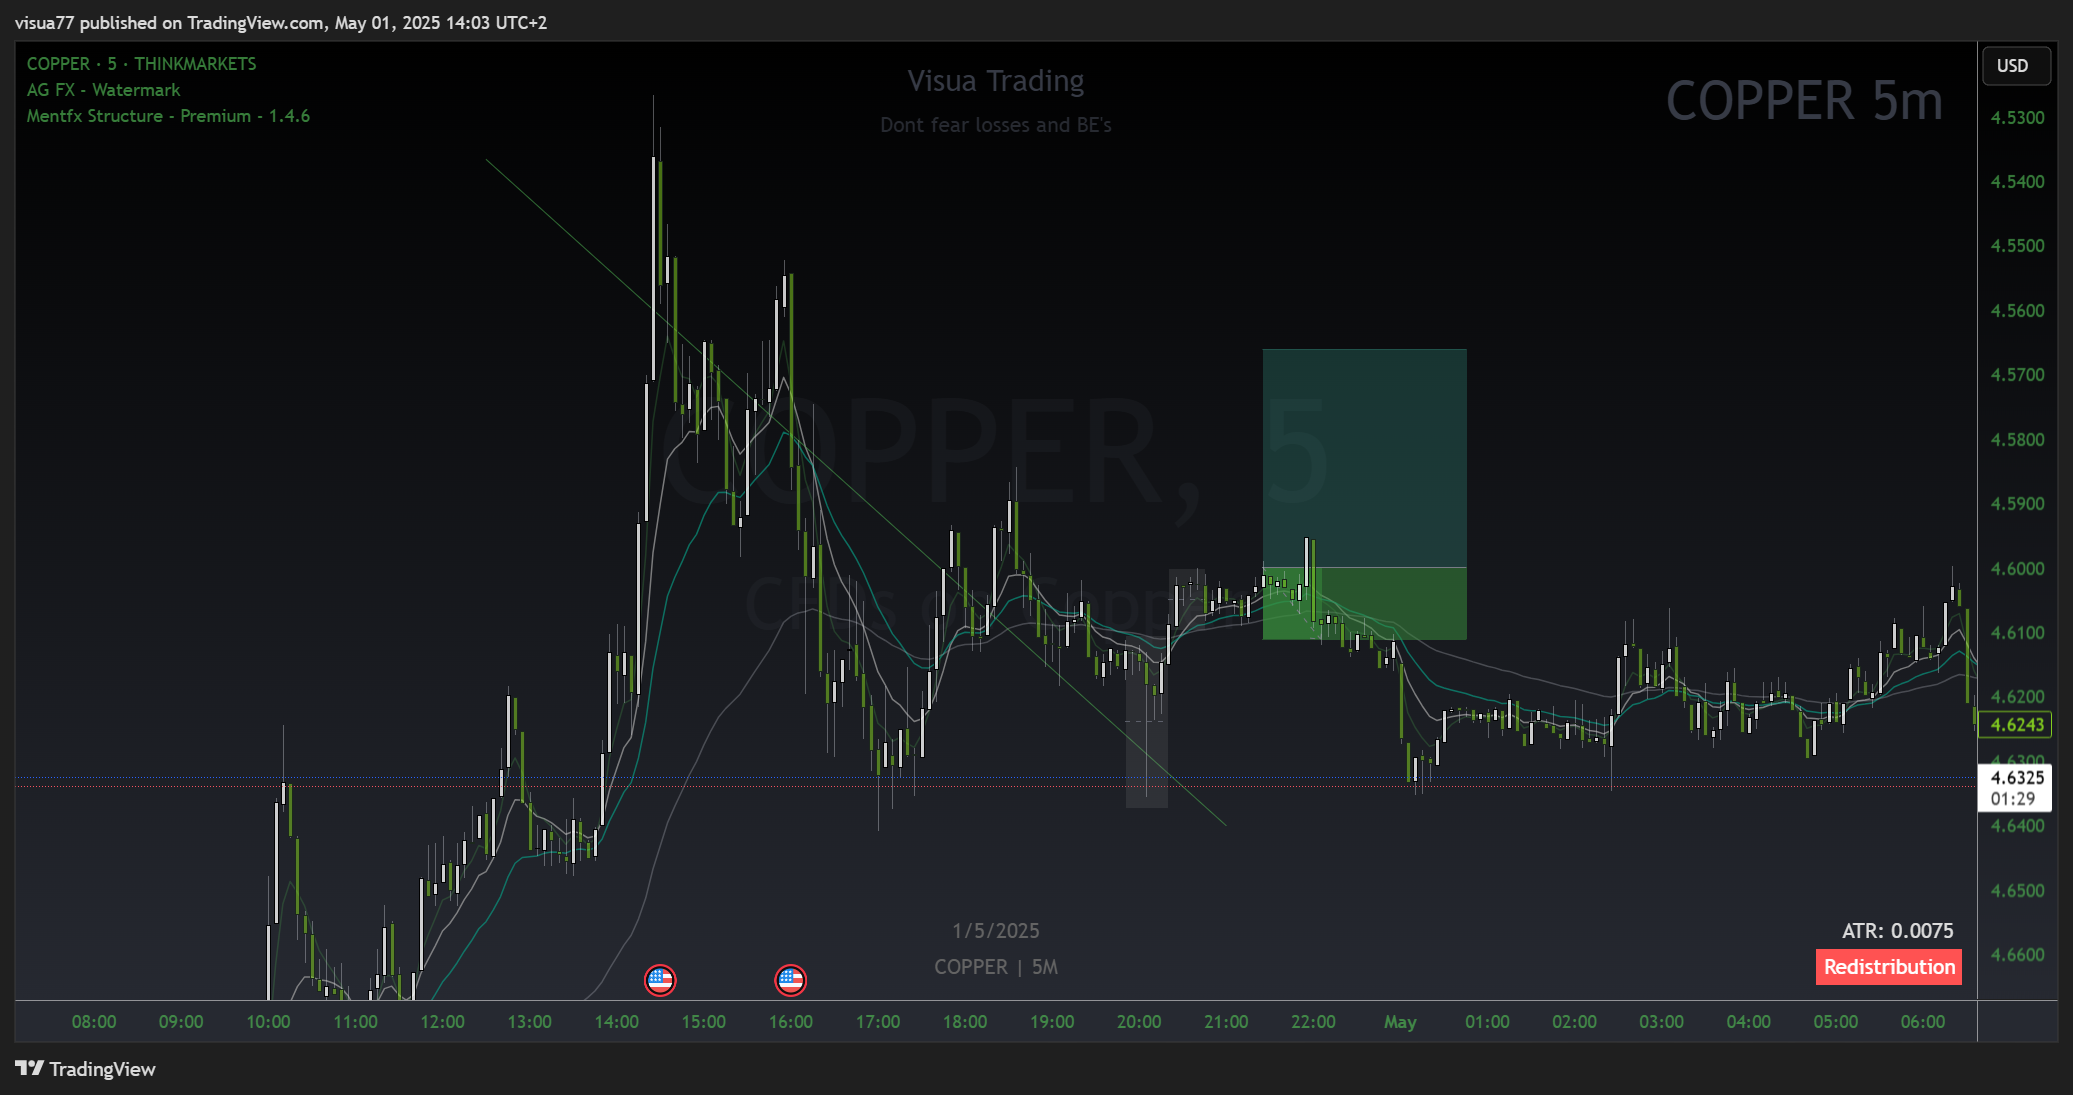 visua77 published on TradingView.com, May 01, 2025 14:03 UTC+2
COPPER · 5 · THINKMARKETS
AG FX - Watermark
Mentfx Structure - Premium - 1.4.6
Visua Trading
Dont fear losses and BE's
COPPER 5m
USD
4.5300
4.5400
4.5500
4.5600
4.5700
4.5800
4.5900
4.6000
4.6100
4.6200
4.6243
4.6300
4.6325
01:29
4.6400
4.6500
4.6600
COPPER, 5
CFDs on Copper
1/5/2025
COPPER | 5M
ATR: 0.0075
Redistribution
08:00 09:00 10:00 11:00 12:00 13:00 14:00 15:00 16:00 17:00 18:00 19:00 20:00 21:00 22:00 May 01:00 02:00 03:00 04:00 05:00 06:00
TradingView